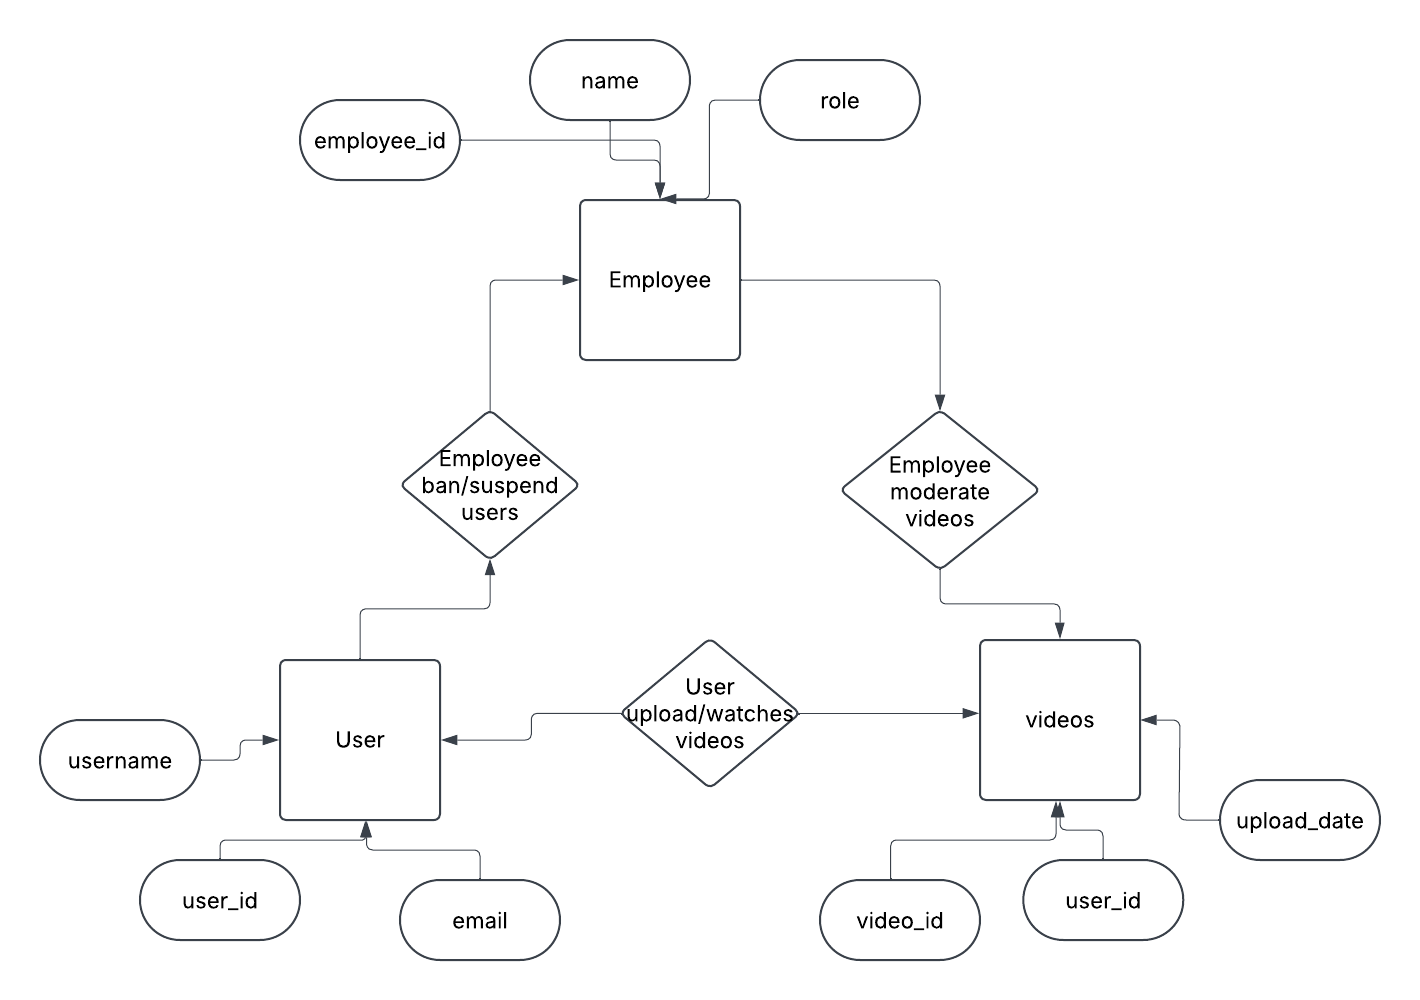 name
role
employee_id
Employee
Employee
ban/suspend
users
Employee
moderate
videos
User
upload/watches
videos
User
videos
username
upload_date
user_id
email
video_id
user_id